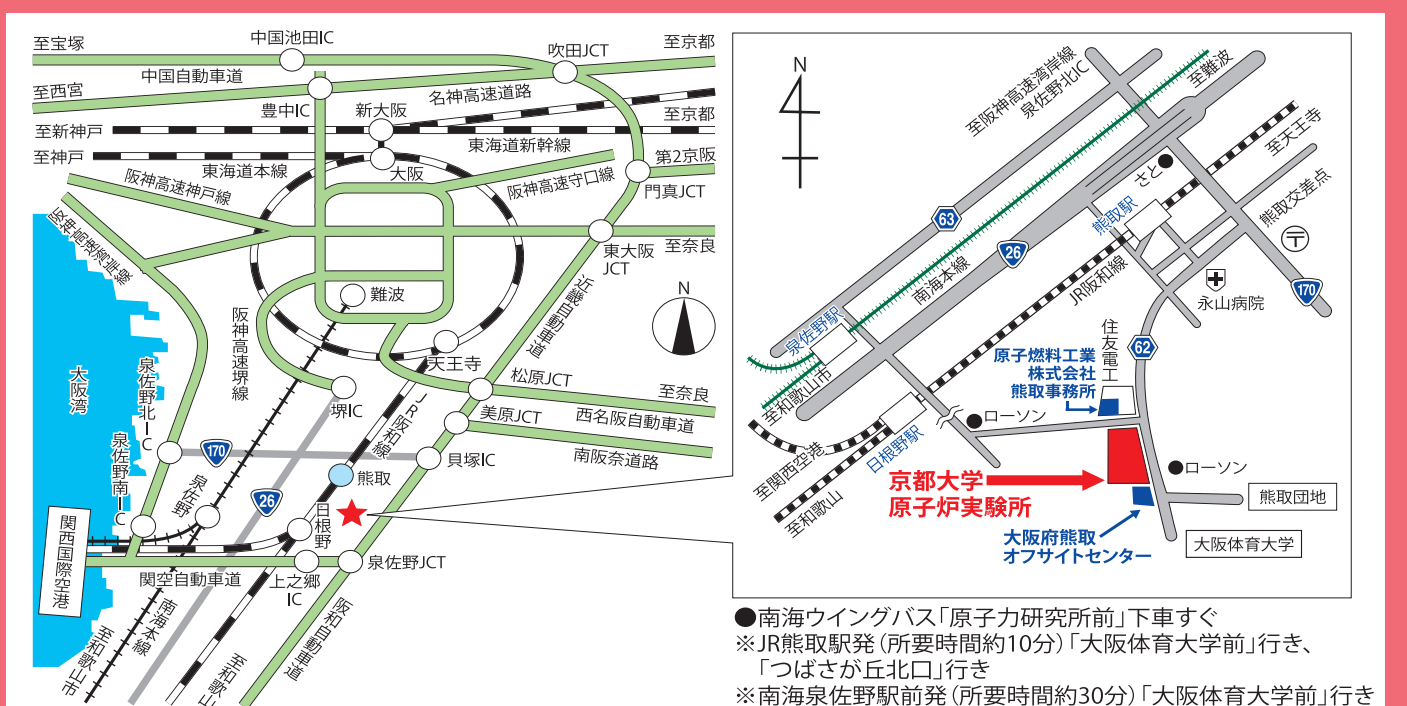 至宝塚
中国池田IC
吹田JCT
至京都
中国自動車道
至西宮
名神高速道路
豊中IC
新大阪
至京都
至新神戸
東海道新幹線
至神戸
東海道本線
大阪
第2京阪
阪神高速神戸線
阪神高速守口線
門真JCT
阪神高速湾岸線
東大阪
JCT
至奈良
難波
近畿自動車道
N
阪神高速堺線
天王寺
大阪湾
泉佐野北IC
堺IC
松原JCT
至奈良
西名阪自動車道
JR阪和線
美原JCT
南阪奈道路
170
貝塚IC
泉佐野南IC
泉佐野
26
熊取
日根野
関西国際空港
関空自動車道
上之郷
IC
泉佐野JCT
南海本線
至和歌山市
至和歌山
阪和自動車道
N
至阪神高速湾岸線
泉佐野北IC
至難波
至天王寺
さと
熊取交差点
63
熊取駅
26
南海本線
JR阪和線
〒
永山病院
170
泉佐野駅
住友電工
62
原子燃料工業
株式会社
熊取事務所
至和歌山市
ローソン
日根野駅
至関西空港
至和歌山
京都大学
原子炉実験所
ローソン
熊取団地
大阪府熊取
オフサイトセンター
大阪体育大学
●南海ウイングバス「原子力研究所前」下車すぐ
※JR熊取駅発(所要時間約10分)「大阪体育大学前」行き、
「つばさが丘北口」行き
※南海泉佐野駅前発(所要時間約30分)「大阪体育大学前」行き